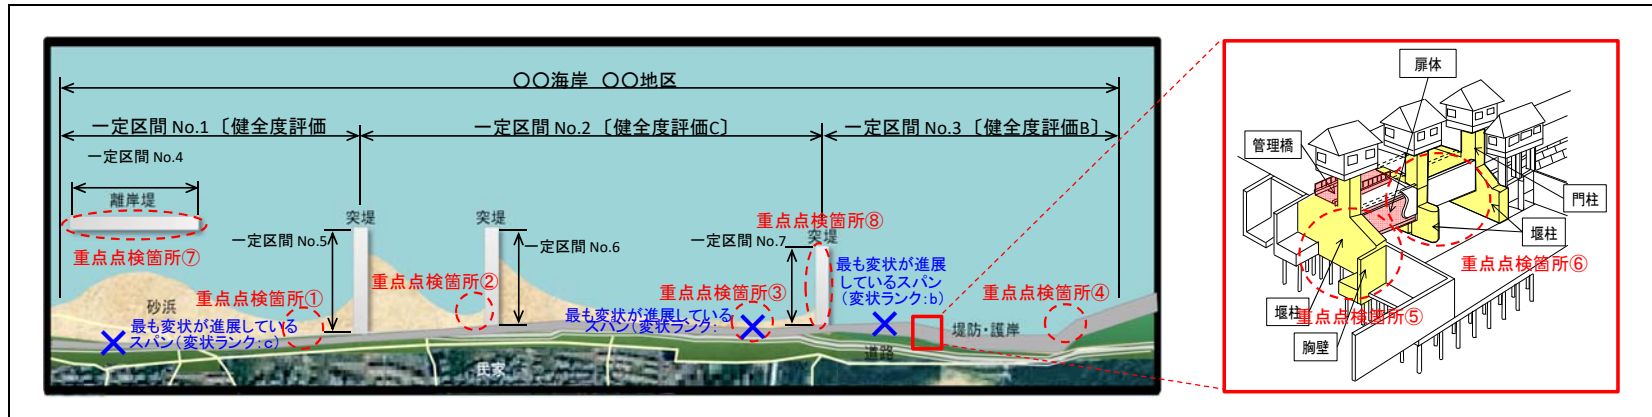 〇〇海岸 〇〇地区
一定区間 No.1 〔健全度評価
一定区間 No.2 〔健全度評価C〕
一定区間 No.3 〔健全度評価B〕
一定区間 No.4
離岸堤
重点点検箇所⑦
突堤
一定区間 No.5
突堤
一定区間 No.6
重点点検箇所⑧
突堤
一定区間 No.7
砂浜
重点点検箇所①
重点点検箇所②
重点点検箇所③
重点点検箇所④
最も変状が進展している
スパン(変状ランク:c)
最も変状が進展している
スパン(変状ランク:
最も変状が進展
しているスパン
(変状ランク:b)
堤防・護岸
道路
民家
扉体
管理橋
門柱
堰柱
重点点検箇所⑥
堰柱
重点点検箇所⑤
胸壁